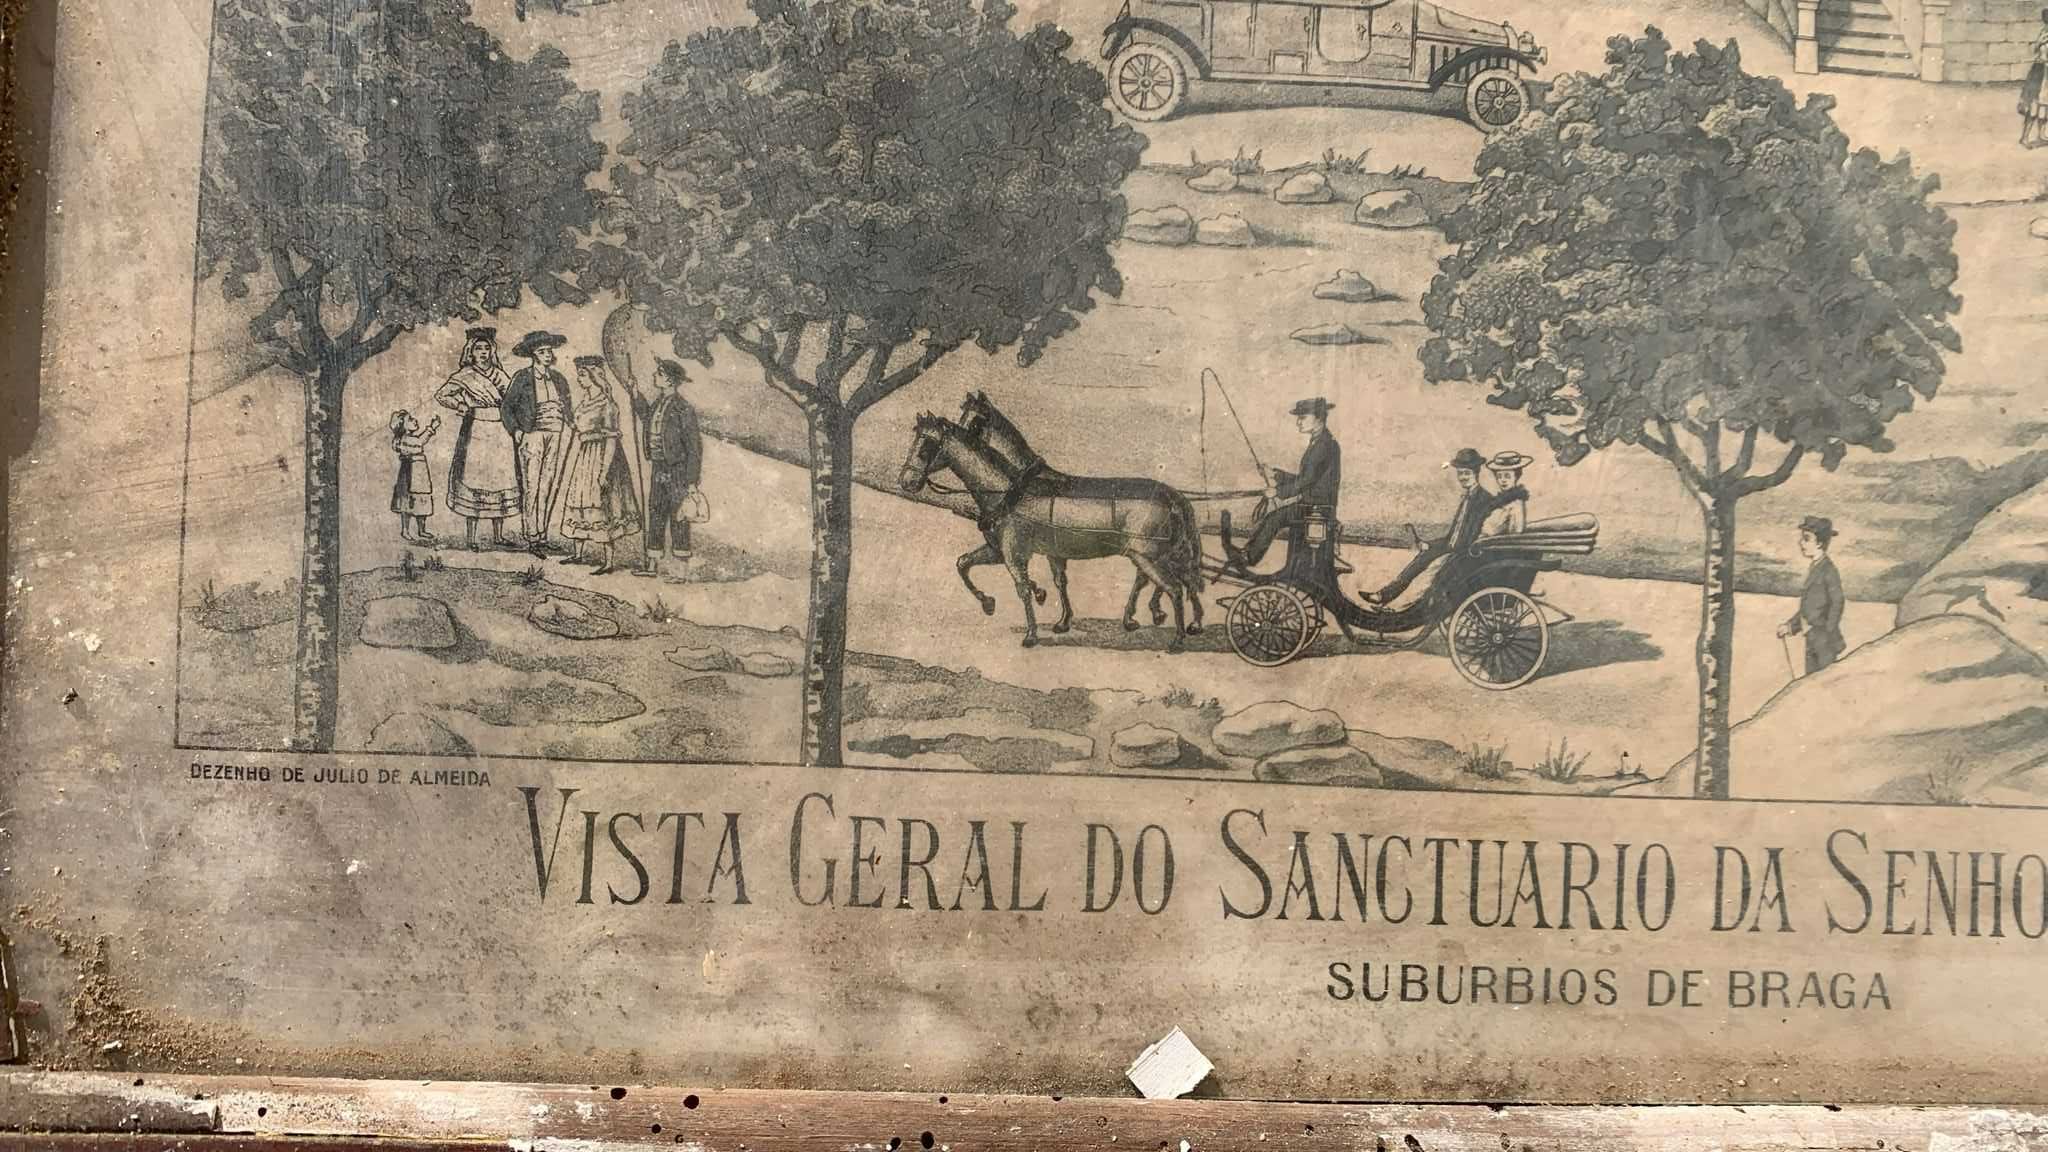 DEZENHO DE JULIO DE ALMEIDA
VISTA GERAL DO SANCTUARIO DA SENHO
SUBURBIOS DE BRAGA